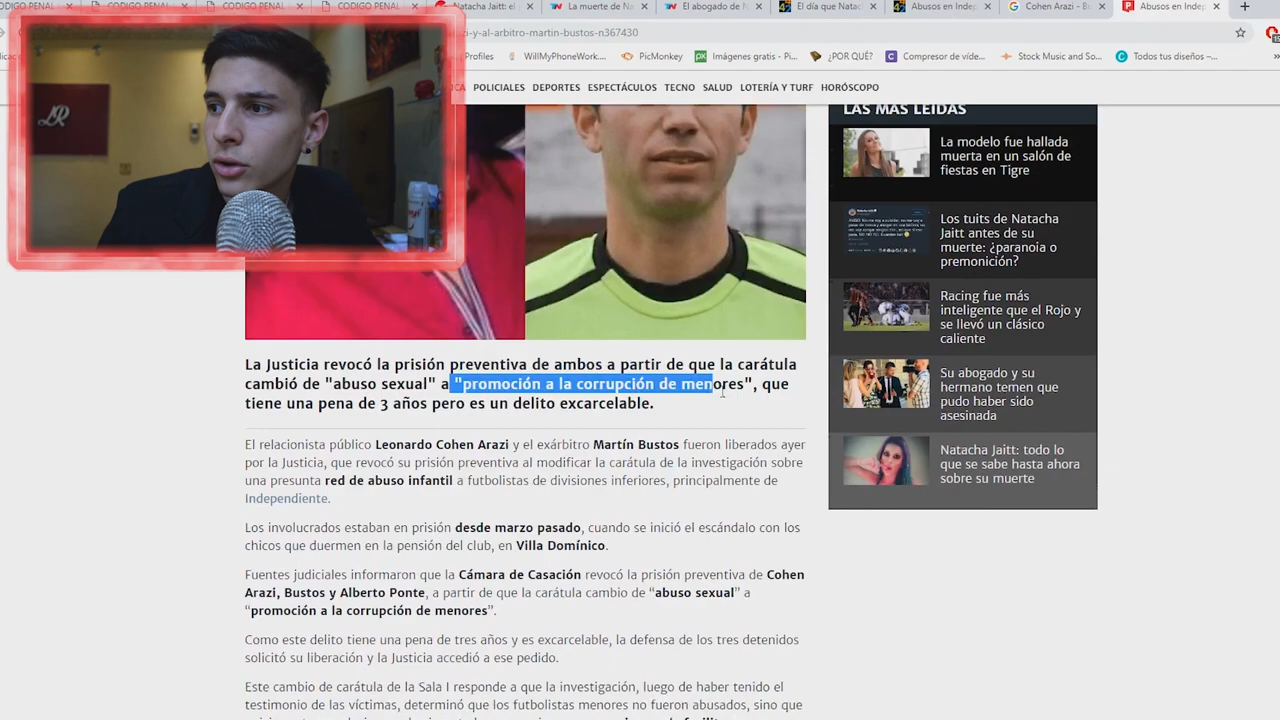 CODIGO PENAL
CODIGO PENAL
CODIGO PENAL
CODIGO PENAL
Natacha Jaitt: el
La muerte de Na
El abogado de M
El día que Natacl
Abusos en Indep
Cohen Arazi - Bu
Abusos en Indep
z-y-al-arbitro-martin-bustos-n367430
Profiles
WillMyPhoneWork...
PicMonkey
Imágenes gratis - Pi...
¿POR QUÉ?
Compresor de víde...
Stock Music and So...
Todos tus diseños –...
POLICIALES
DEPORTES
ESPECTÁCULOS
TECNO
SALUD
LOTERÍA Y TURF
HORÓSCOPO
LR
LAS MÁS LEÍDAS
La modelo fue hallada
muerta en un salón de
fiestas en Tigre
Los tuits de Natacha
Jaitt antes de su
muerte: ¿paranoia o
premonición?
Racing fue más
inteligente que el Rojo y
se llevó un clásico
caliente
Su abogado y su
hermano temen que
pudo haber sido
asesinada
Natacha Jaitt: todo lo
que se sabe hasta ahora
sobre su muerte
La Justicia revocó la prisión preventiva de ambos a partir de que la carátula
cambió de "abuso sexual" a "promoción a la corrupción de menores", que
tiene una pena de 3 años pero es un delito excarcelable.
El relacionista público Leonardo Cohen Arazi y el exárbitro Martín Bustos fueron liberados ayer
por la Justicia, que revocó su prisión preventiva al modificar la carátula de la investigación sobre
una presunta red de abuso infantil a futbolistas de divisiones inferiores, principalmente de
Independiente.
Los involucrados estaban en prisión desde marzo pasado, cuando se inició el escándalo con los
chicos que duermen en la pensión del club, en Villa Domínico.
Fuentes judiciales informaron que la Cámara de Casación revocó la prisión preventiva de Cohen
Arazi, Bustos y Alberto Ponte, a partir de que la carátula cambio de “abuso sexual” a
“promoción a la corrupción de menores”.
Como este delito tiene una pena de tres años y es excarcelable, la defensa de los tres detenidos
solicitó su liberación y la Justicia accedió a ese pedido.
Este cambio de carátula de la Sala I responde a que la investigación, luego de haber tenido el
testimonio de las víctimas, determinó que los futbolistas menores no fueron abusados, sino que